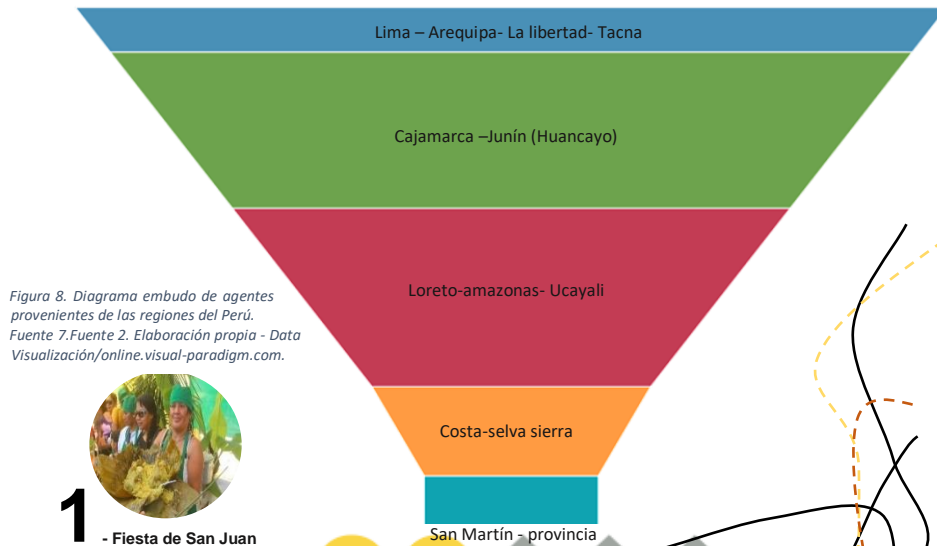 Lima – Arequipa- La libertad- Tacna
Cajamarca –Junín (Huancayo)
Loreto-amazonas- Ucayali
Figura 8. Diagrama embudo de agentes
provenientes de las regiones del Perú.
Fuente 7.Fuente 2. Elaboración propia - Data
Visualización/online.visual-paradigm.com.
Costa-selva sierra
San Martín - provincia
1 - Fiesta de San Juan